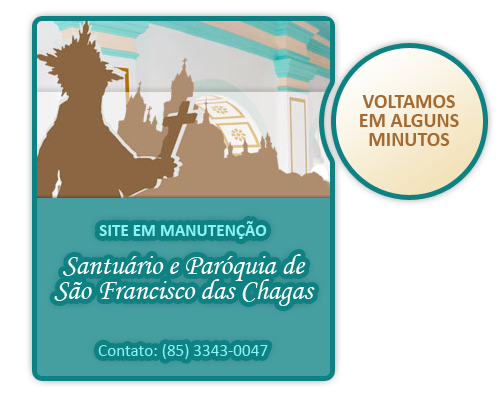 VOLTAMOS
EM ALGUNS
MINUTOS
SITE EM MANUTENÇÃO
Santuário e Paróquia de
São Francisco das Chagas
Contato: (85) 3343-0047